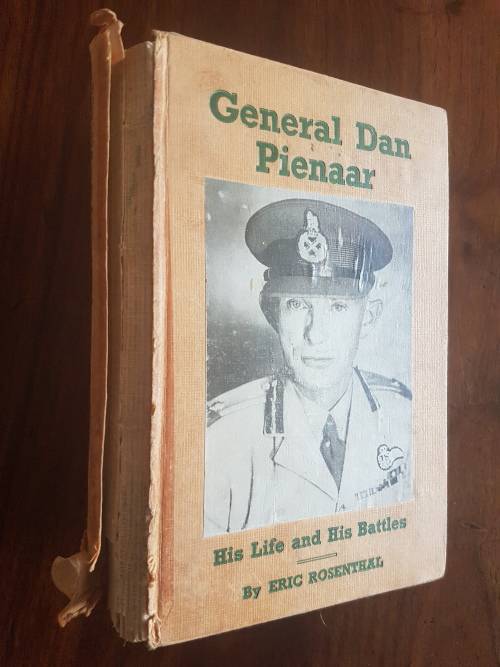 General Dan
Pienaar
His Life and His Battles
By ERIC ROSENTHAL